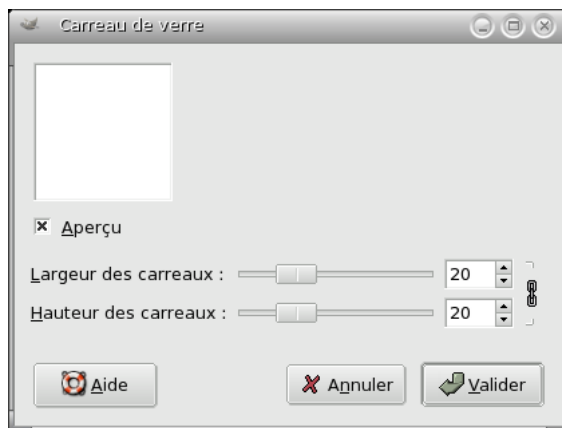 Carreau de verre
Aperçu
Largeur des carreaux : 20
Hauteur des carreaux : 20
Aide Annuler Valider